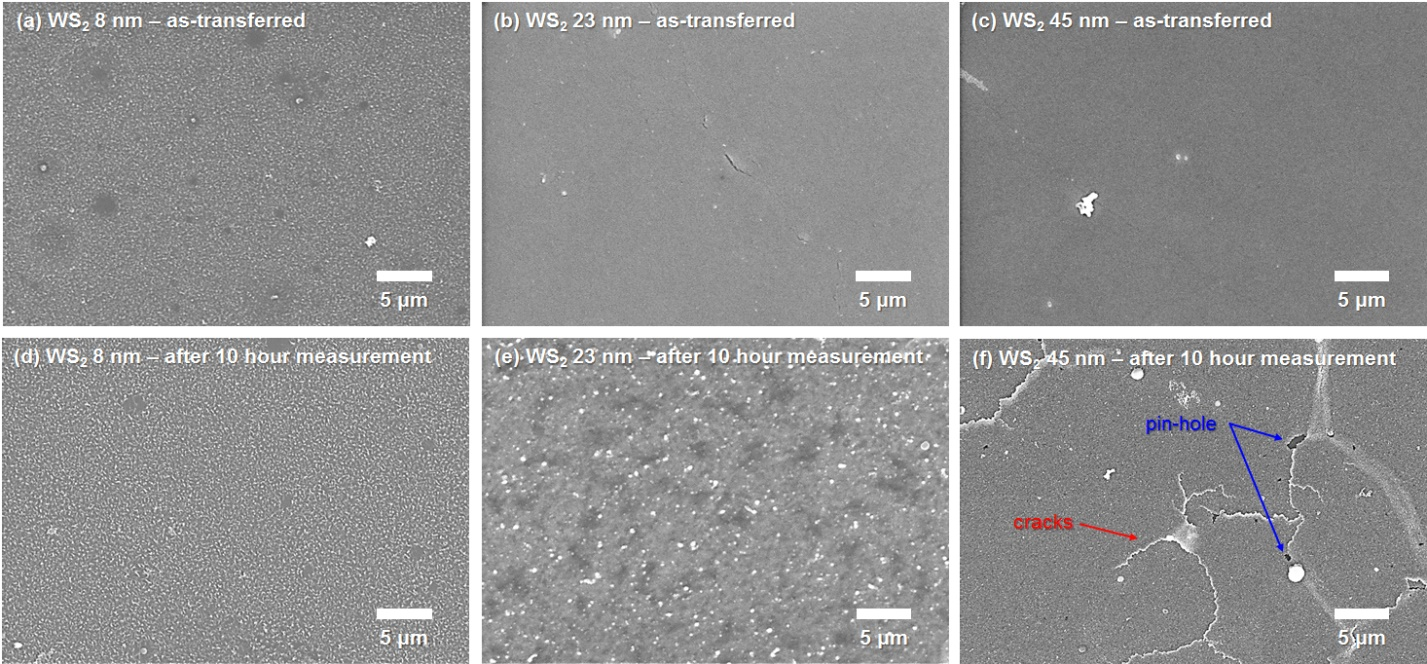 (a) WS₂ 8 nm – as-transferred
5 µm
(b) WS₂ 23 nm – as-transferred
5 µm
(c) WS₂ 45 nm – as-transferred
5 µm
(d) WS₂ 8 nm – after 10 hour measurement
5 µm
(e) WS₂ 23 nm – after 10 hour measurement
5 µm
(f) WS₂ 45 nm – after 10 hour measurement
pin-hole
cracks
5 µm